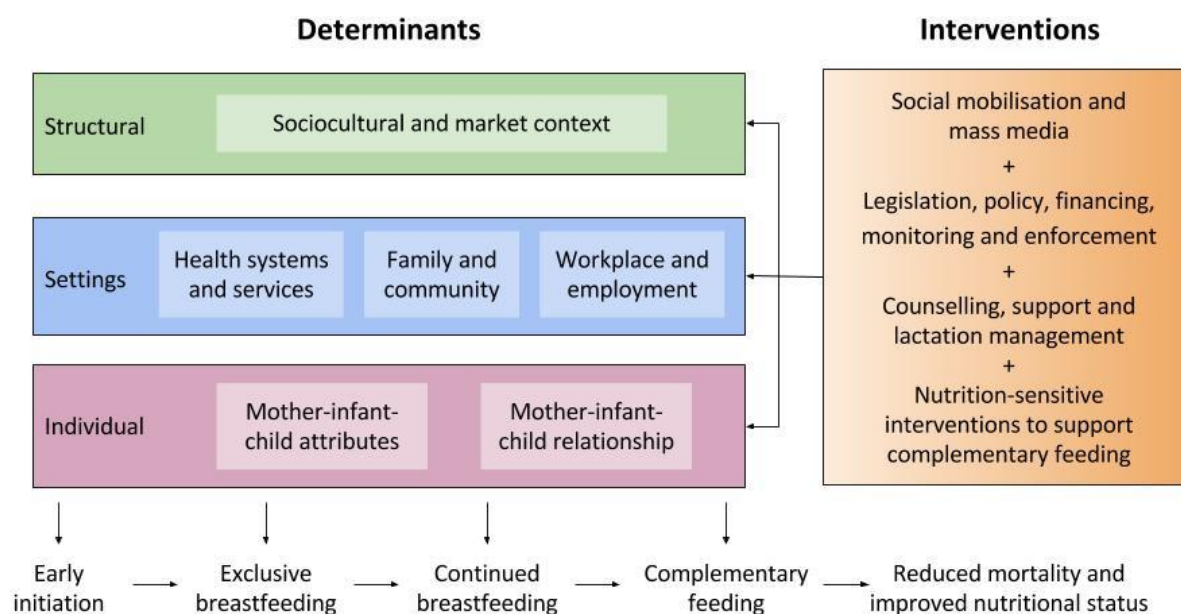 Determinants
Structural
Sociocultural and market context
Settings
Health systems
and services
Family and
community
Workplace and
employment
Individual
Mother-infant-
child attributes
Mother-infant-
child relationship
Interventions
Social mobilisation and
mass media
+
Legislation, policy, financing,
monitoring and enforcement
+
Counselling, support and
lactation management
+
Nutrition-sensitive
interventions to support
complementary feeding
Early
initiation
Exclusive
breastfeeding
Continued
breastfeeding
Complementary
feeding
Reduced mortality and
improved nutritional status